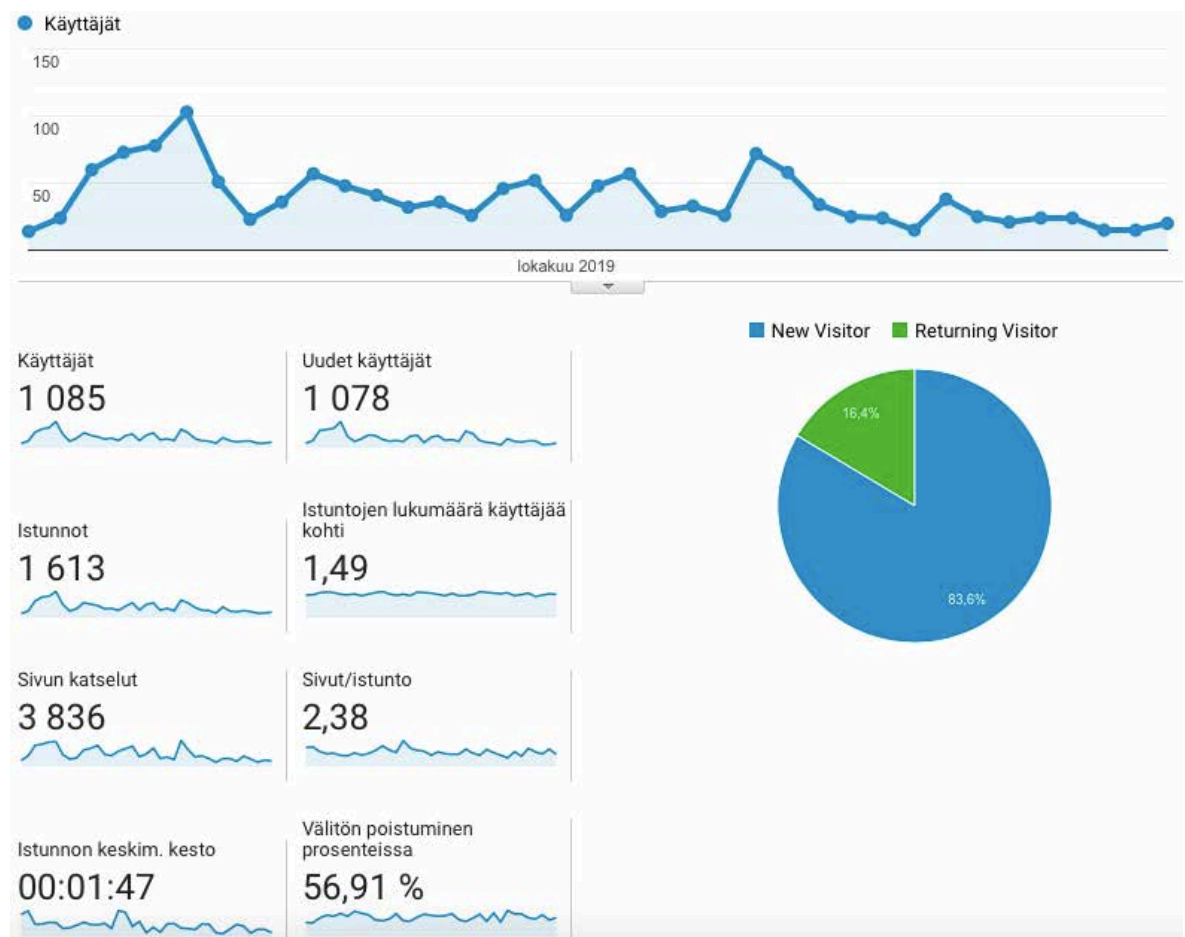 Käyttäjät
150
100
50
lokakuu 2019
New Visitor Returning Visitor
Käyttäjät
1 085
Uudet käyttäjät
1 078
Istunnot
1 613
Istuntojen lukumäärä käyttäjää
kohti
1,49
Sivun katselut
3 836
Sivut/istunto
2,38
Istunnon keskim. kesto
00:01:47
Välitön poistuminen
prosenteissa
56,91 %
16,4%
83,6%